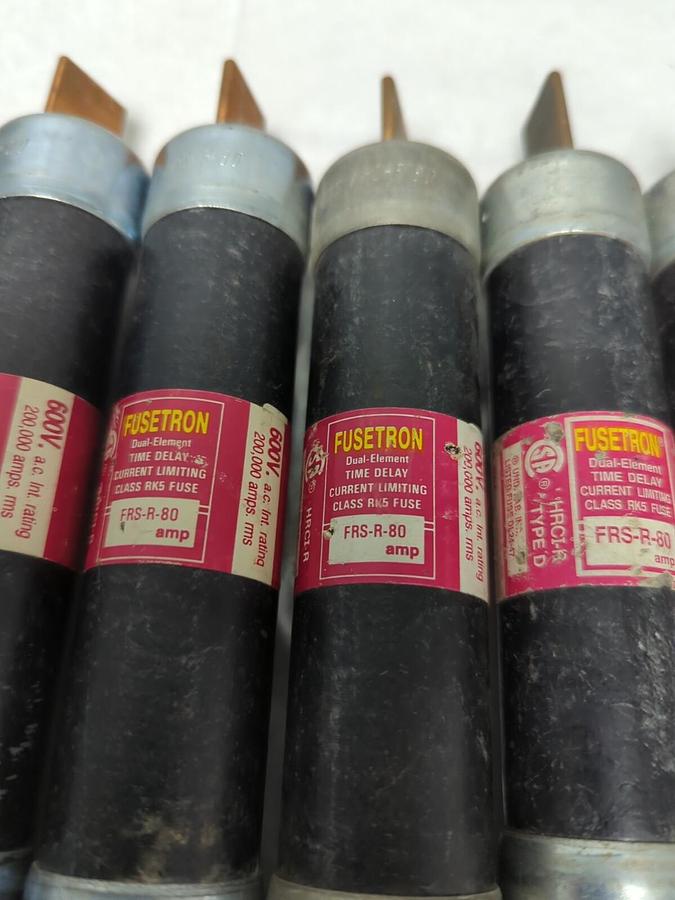 600V. a.c. Int. rating
200,000 amps. rms
FUSETRON
Dual-Element
TIME DELAY
CURRENT LIMITING
CLASS RK5 FUSE
FRS-R-80
amp
600V. a.c. Int. rating
200,000 amps. rms
HRCI-R
FUSETRON
Dual-Element
TIME DELAY
CURRENT LIMITING
CLASS RK5 FUSE
FRS-R-80
amp
600V. a.c. Int. rating
200,000 amps. rms
HRCI-R
TYPE D
FUSETRON
Dual-Element
TIME DELAY
CURRENT LIMITING
CLASS RK5 FUSE
FRS-R-80
amp